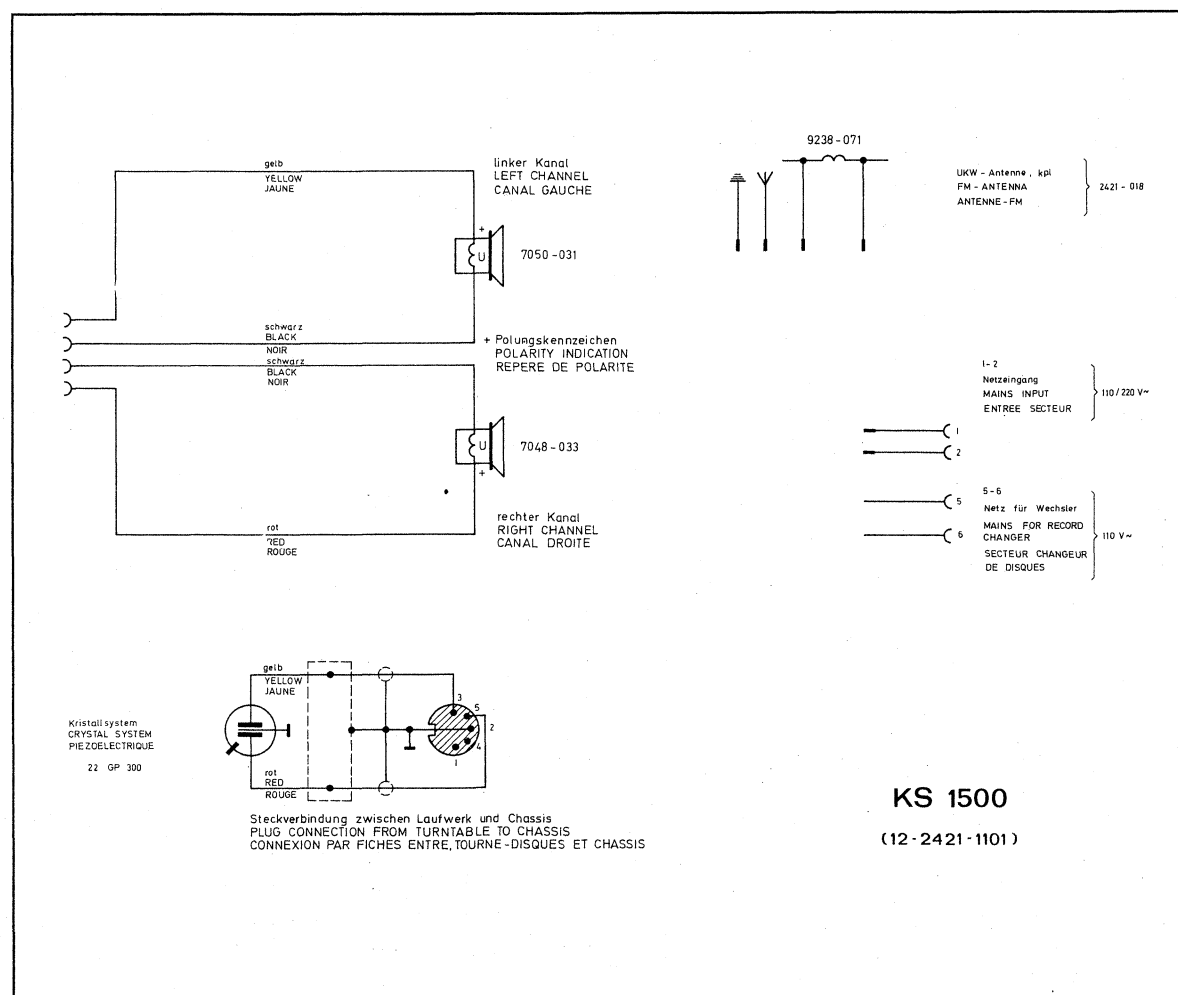 gelb
YELLOW
JAUNE
linker Kanal
LEFT CHANNEL
CANAL GAUCHE
+
U
7050-031
schwarz
BLACK
NOIR
schwarz
BLACK
NOIR
+ Polungskennzeichen
POLARITY INDICATION
REPERE DE POLARITE
U
7048-033
+
rot
RED
ROUGE
rechter Kanal
RIGHT CHANNEL
CANAL DROITE
9238-071
UKW - Antenne, kpl
FM - ANTENNA
ANTENNE-FM
2421 - 018
1-2
Netzeingang
MAINS INPUT
ENTREE SECTEUR
110/220 V~
1
2
5-6
Netz für Wechsler
MAINS FOR RECORD
CHANGER
SECTEUR CHANGEUR
DE DISQUES
110 V~
5
6
Kristallsystem
CRYSTAL SYSTEM
PIEZOELECTRIQUE
22 GP 300
gelb
YELLOW
JAUNE
rot
RED
ROUGE
3
5
2
4
1
Steckverbindung zwischen Laufwerk und Chassis
PLUG CONNECTION FROM TURNTABLE TO CHASSIS
CONNEXION PAR FICHES ENTRE, TOURNE-DISQUES ET CHASSIS
KS 1500
(12-2421-1101)